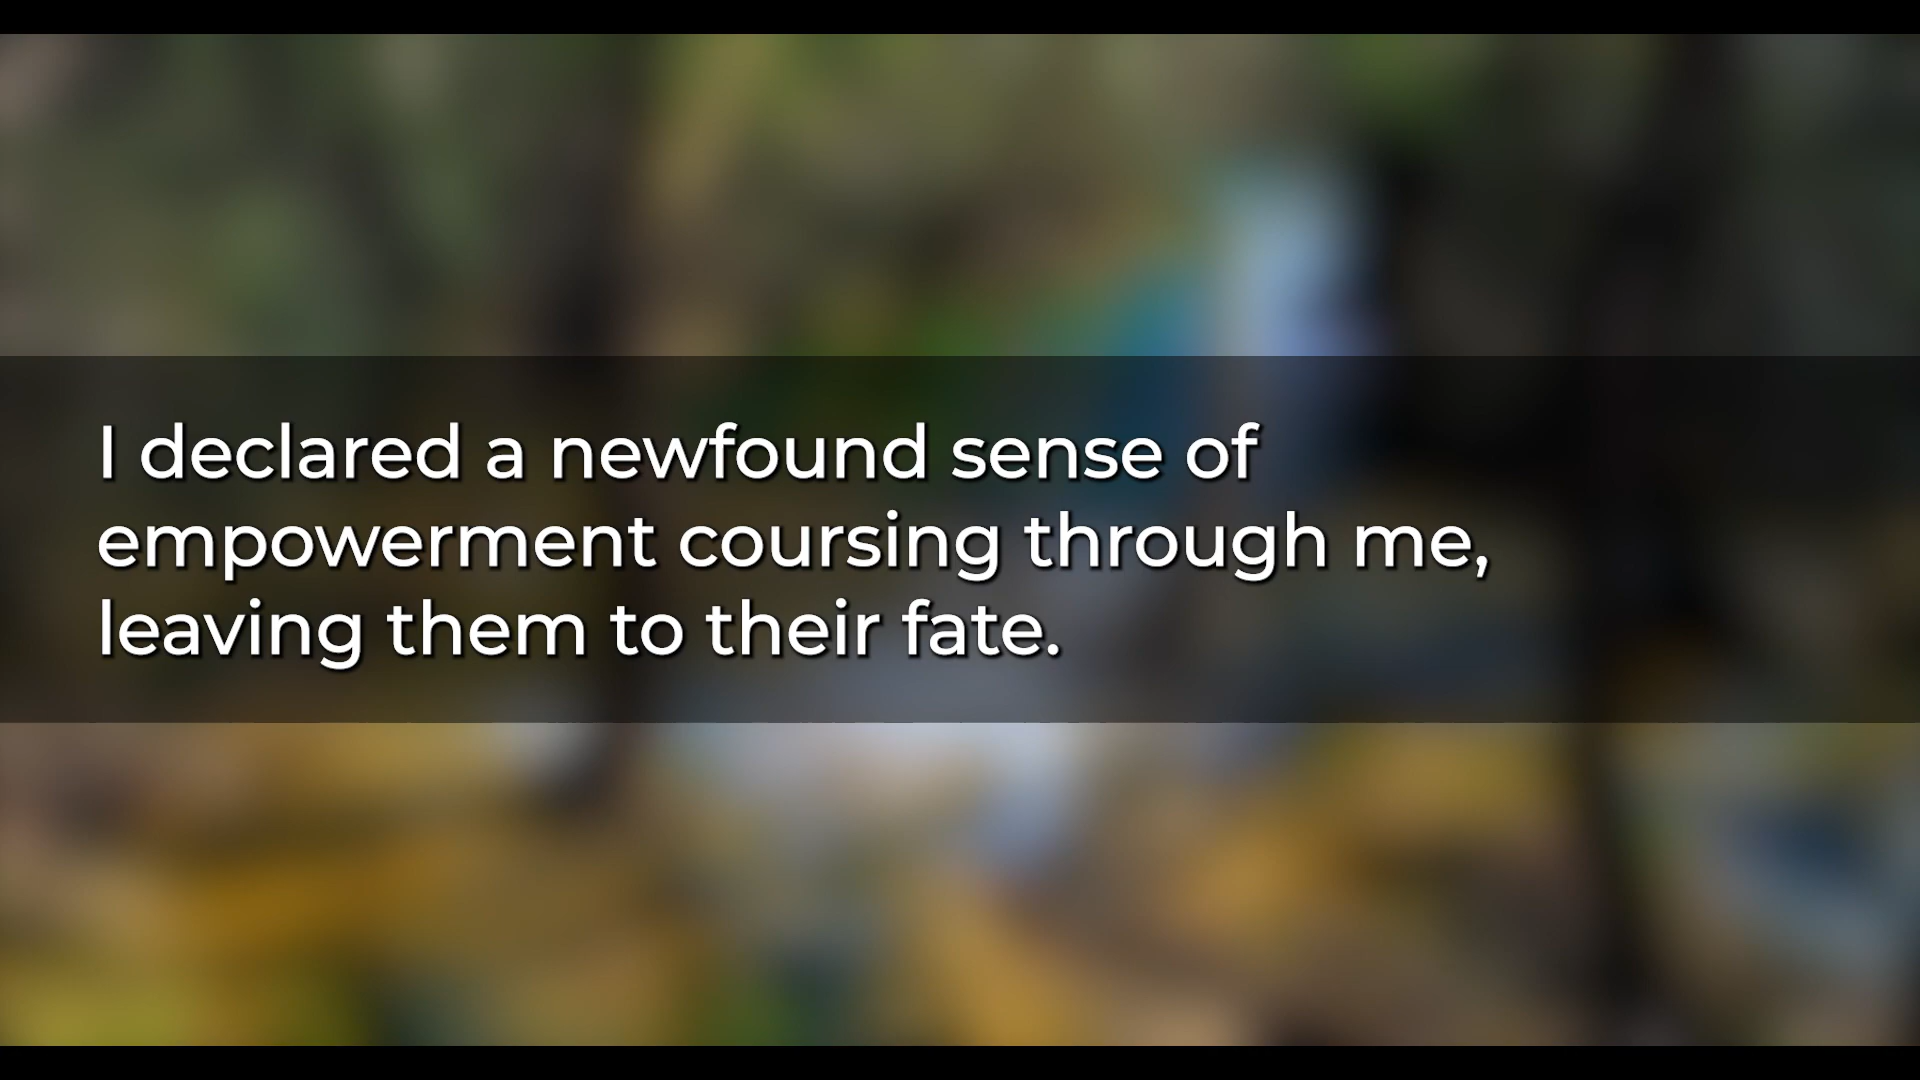 I declared a newfound sense of
empowerment coursing through me,
leaving them to their fate.